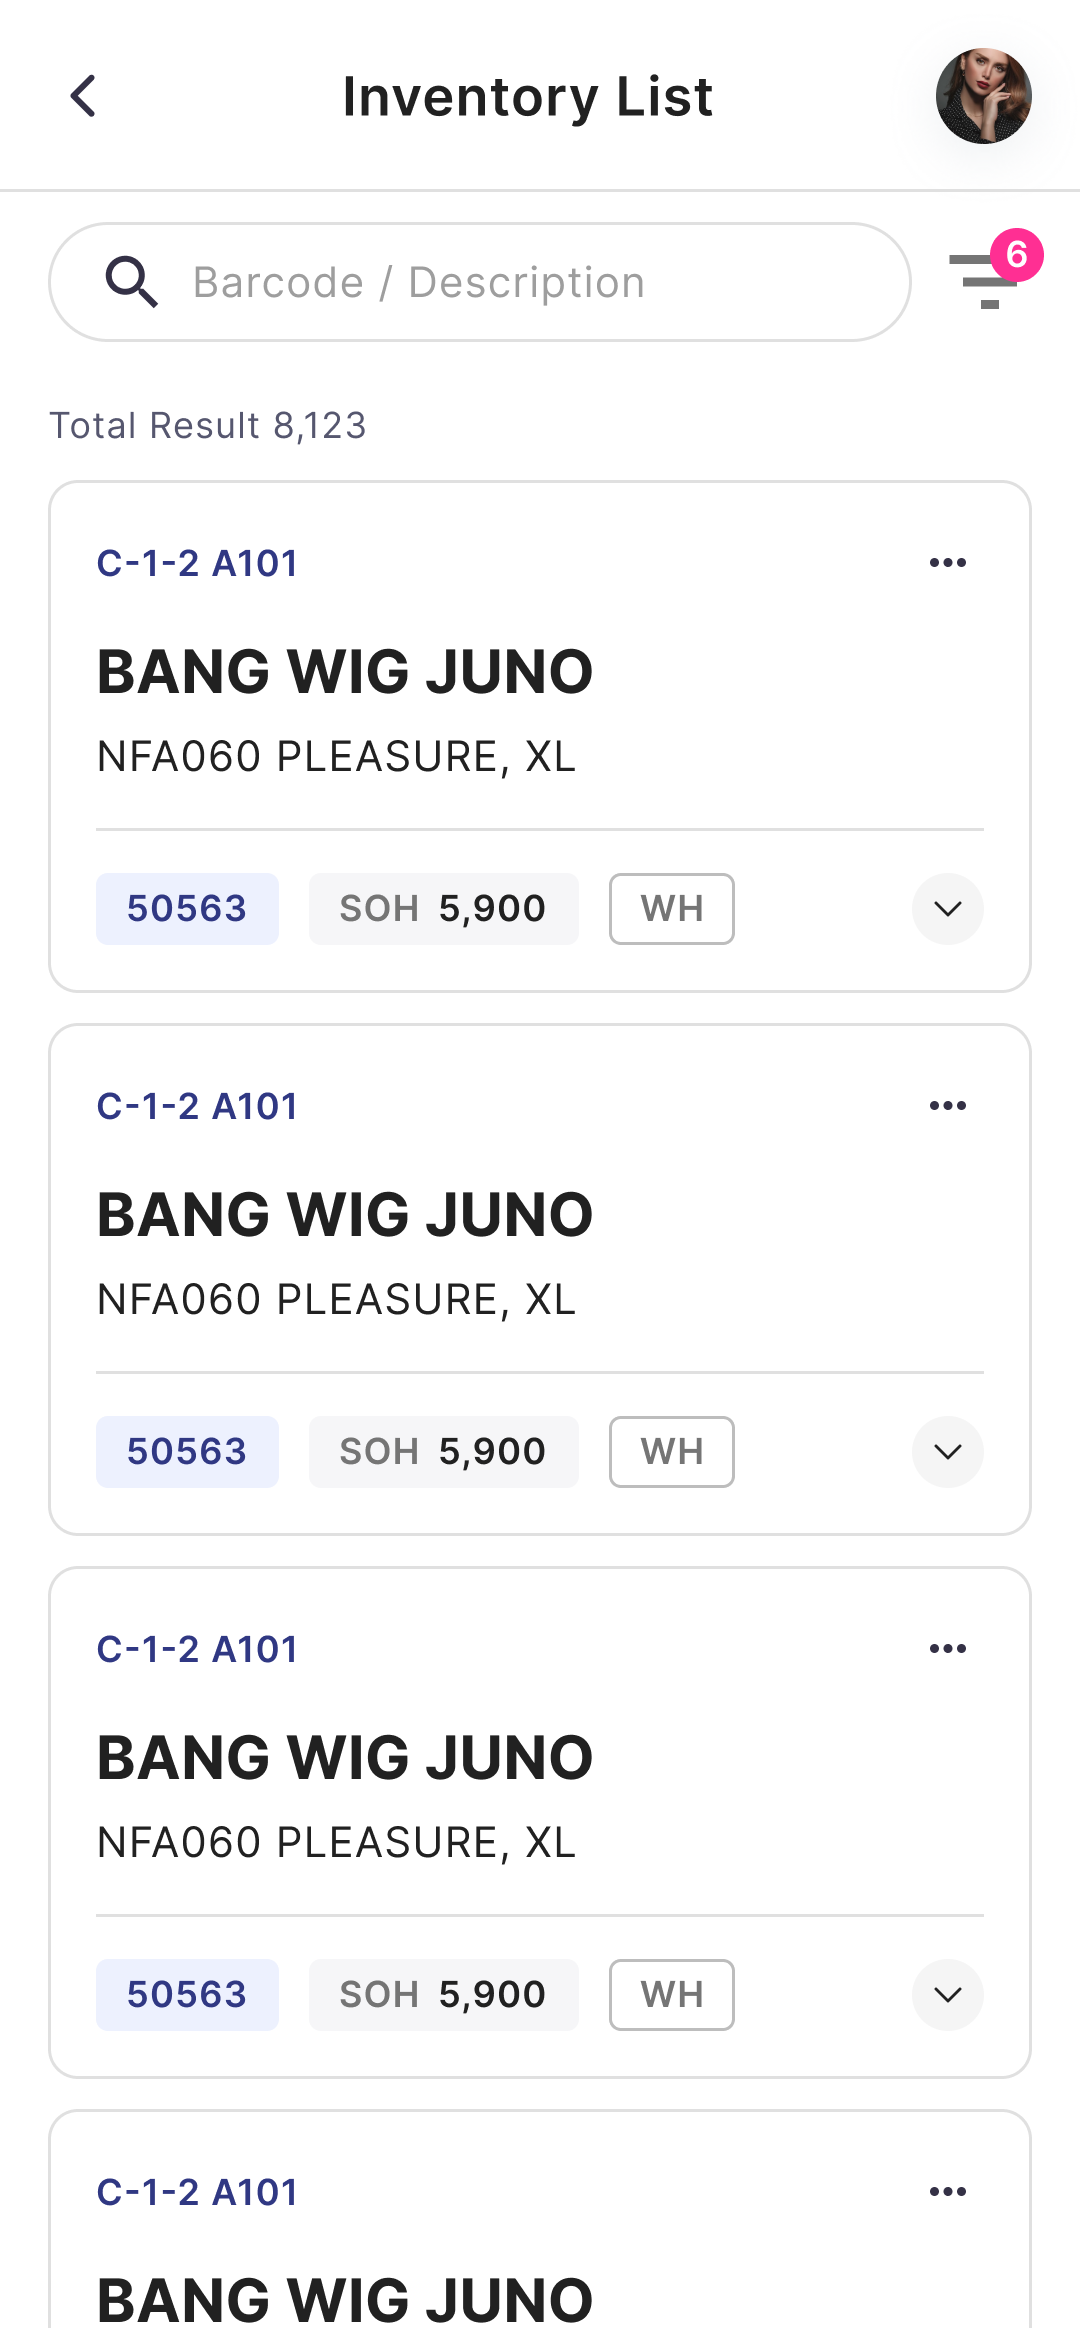 Inventory List
Barcode / Description
6
Total Result 8,123
C-1-2 A101
BANG WIG JUNO
NFA060 PLEASURE, XL
50563 SOH 5,900 WH
C-1-2 A101
BANG WIG JUNO
NFA060 PLEASURE, XL
50563 SOH 5,900 WH
C-1-2 A101
BANG WIG JUNO
NFA060 PLEASURE, XL
50563 SOH 5,900 WH
C-1-2 A101
BANG WIG JUNO